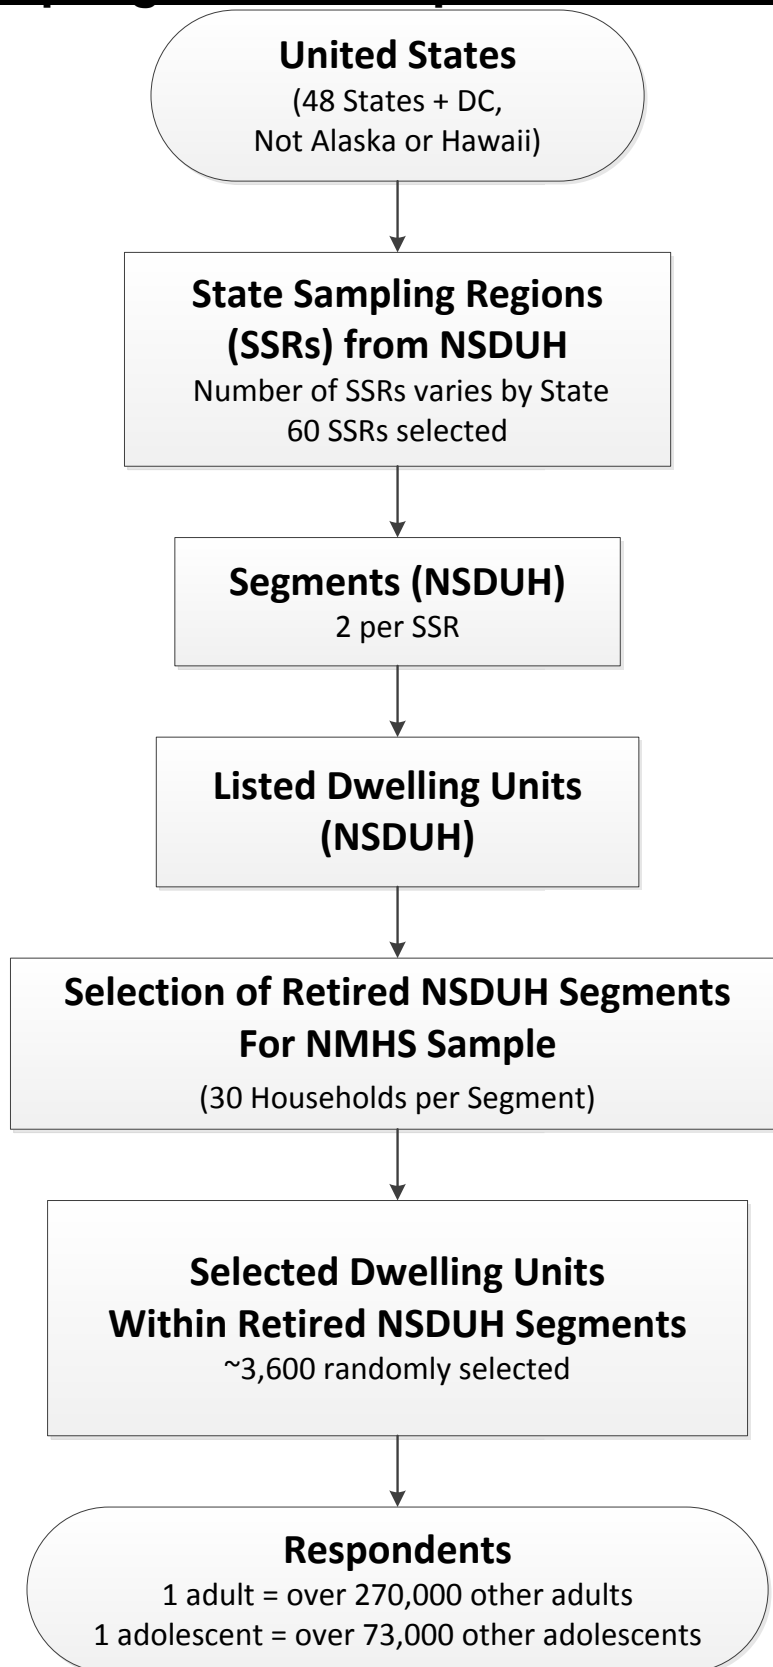 United States
(48 States + DC,
Not Alaska or Hawaii)
State Sampling Regions
(SSRs) from NSDUH
Number of SSRs varies by State
60 SSRs selected
Segments (NSDUH)
2 per SSR
Listed Dwelling Units
(NSDUH)
Selection of Retired NSDUH Segments
For NMHS Sample
(30 Households per Segment)
Selected Dwelling Units
Within Retired NSDUH Segments
~3,600 randomly selected
Respondents
1 adult = over 270,000 other adults
1 adolescent = over 73,000 other adolescents